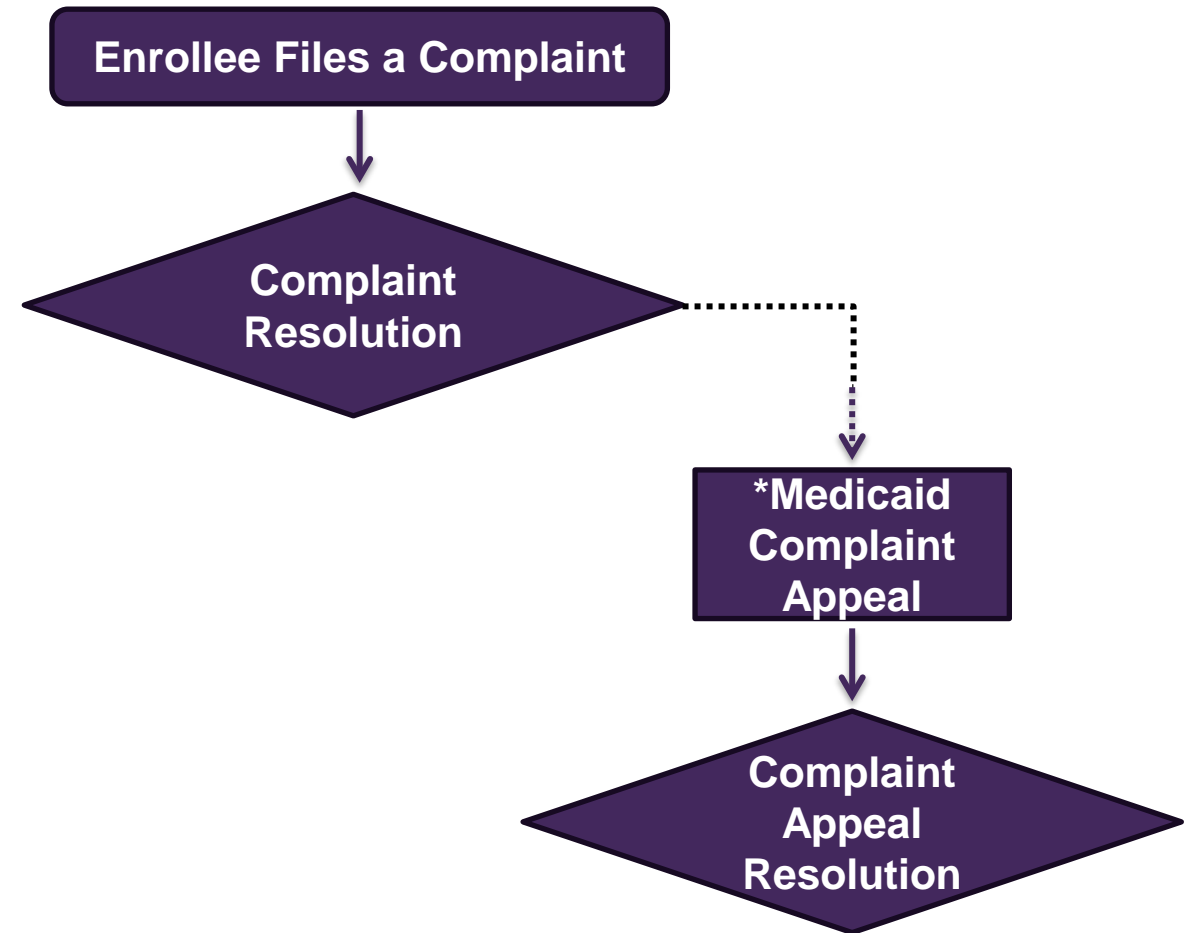 Enrollee Files a Complaint
Complaint
Resolution
*Medicaid
Complaint
Appeal
Complaint
Appeal
Resolution